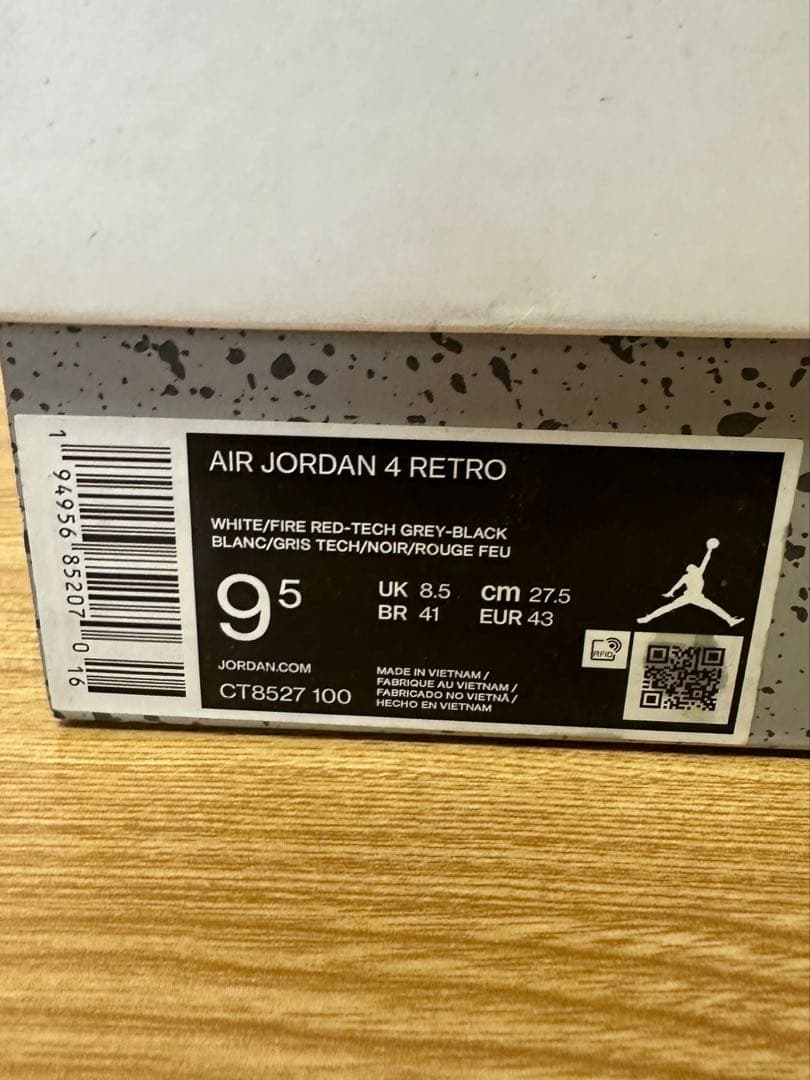 AIR JORDAN 4 RETRO
WHITE/FIRE RED-TECH GREY-BLACK
BLANC/GRIS TECH/NOIR/ROUGE FEU
9 5
UK 8.5 cm 27.5
BR 41 EUR 43
RFID
JORDAN.COM
CT8527 100
MADE IN VIETNAM /
FABRIQUE AU VIETNAM /
FABRICADO NO VIETNÃ /
HECHO EN VIETNAM
1 94956 85207 0 16